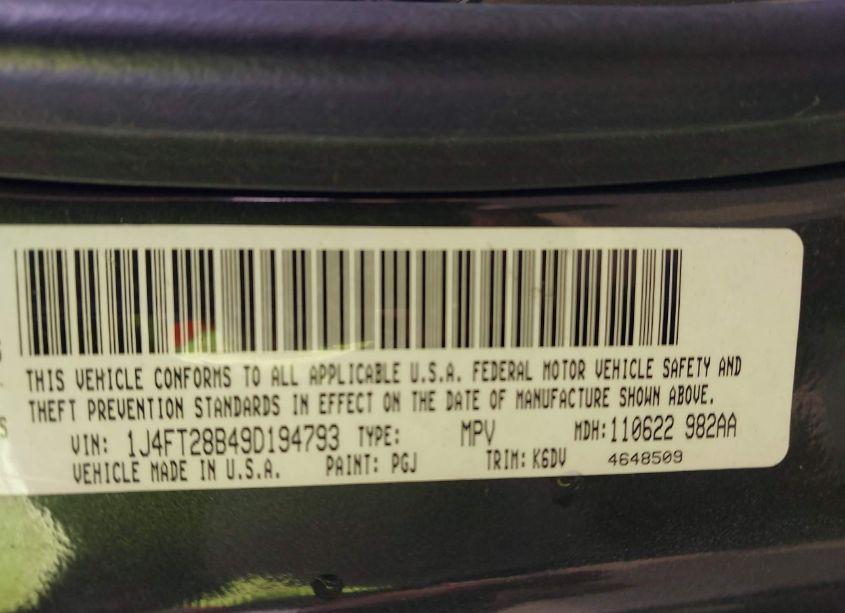 THIS VEHICLE CONFORMS TO ALL APPLICABLE U.S.A. FEDERAL MOTOR VEHICLE SAFETY AND
THEFT PREVENTION STANDARDS IN EFFECT ON THE DATE OF MANUFACTURE SHOWN ABOVE.
VIN: 1J4FT28B49D194793 TYPE: MPV MDH:110622 982AA
VEHICLE MADE IN U.S.A. PAINT: PGJ TRIM: K6DV 4648509